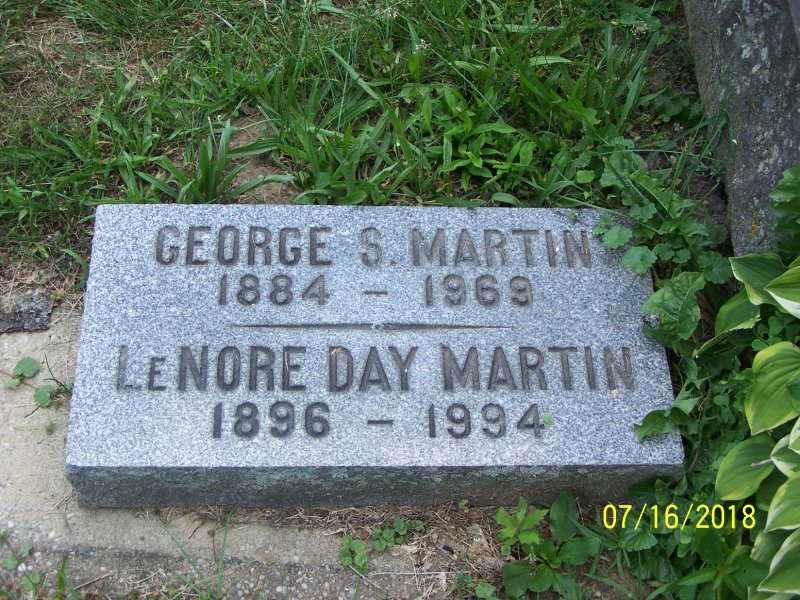 GEORGE S. MARTIN
1884 - 1969
LeNORE DAY MARTIN
1896 - 1994
07/16/2018